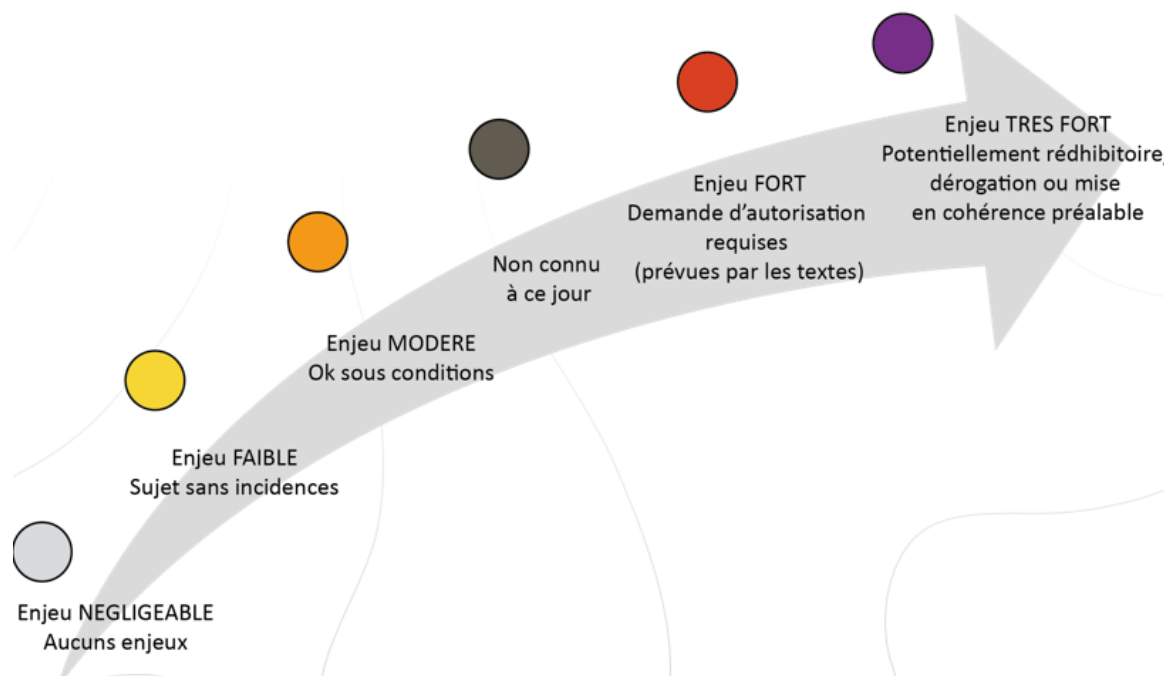 Enjeu TRES FORT
Potentiellement rédhibitoire,
dérogation ou mise
en cohérence préalable
Enjeu FORT
Demande d'autorisation
requises
(prévues par les textes)
Non connu
à ce jour
Enjeu MODERE
Ok sous conditions
Enjeu FAIBLE
Sujet sans incidences
Enjeu NEGLIGEABLE
Aucuns enjeux